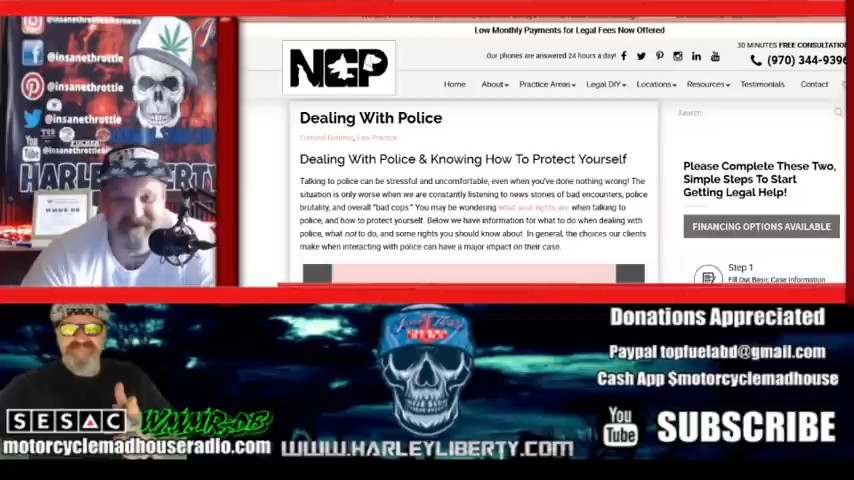 @insanethrottlebikernews
@insanethrottle
@insanethrottle
@insanethrottle
You
Tube
HARLEY LIBERTY
Low Monthly Payments for Legal Fees Now Offered
NGP
Our phones are answered 24 hours a day!
30 MINUTES FREE CONSULTATION
(970) 344-9396
Home
About
Practice Areas
Legal DIY
Locations
Resources
Testimonials
Contact
Dealing With Police
Criminal Defense, Law Practice
Dealing With Police & Knowing How To Protect Yourself
Talking to police can be stressful and uncomfortable, even when you've done nothing wrong! The
situation is only worse when we are constantly listening to news stories of bad encounters, police
brutality, and overall "bad cops." You may be wondering what your rights are when talking to
police, and how to protect yourself. Below we have information for what to do when dealing with
police, what not to do, and some rights you should know about. In general, the choices our clients
make when interacting with police can have a major impact on their case.
Search
Please Complete These Two,
Simple Steps To Start
Getting Legal Help!
FINANCING OPTIONS AVAILABLE
Step 1
Fill Out Basic Case Information
SESAC
WMMR-DB
motorcyclemadhouseradio.com
WWW.HARLEYLIBERTY.COM
Donations Appreciated
Paypal topfuelabd@gmail.com
Cash App $motorcyclemadhouse
You
Tube
SUBSCRIBE